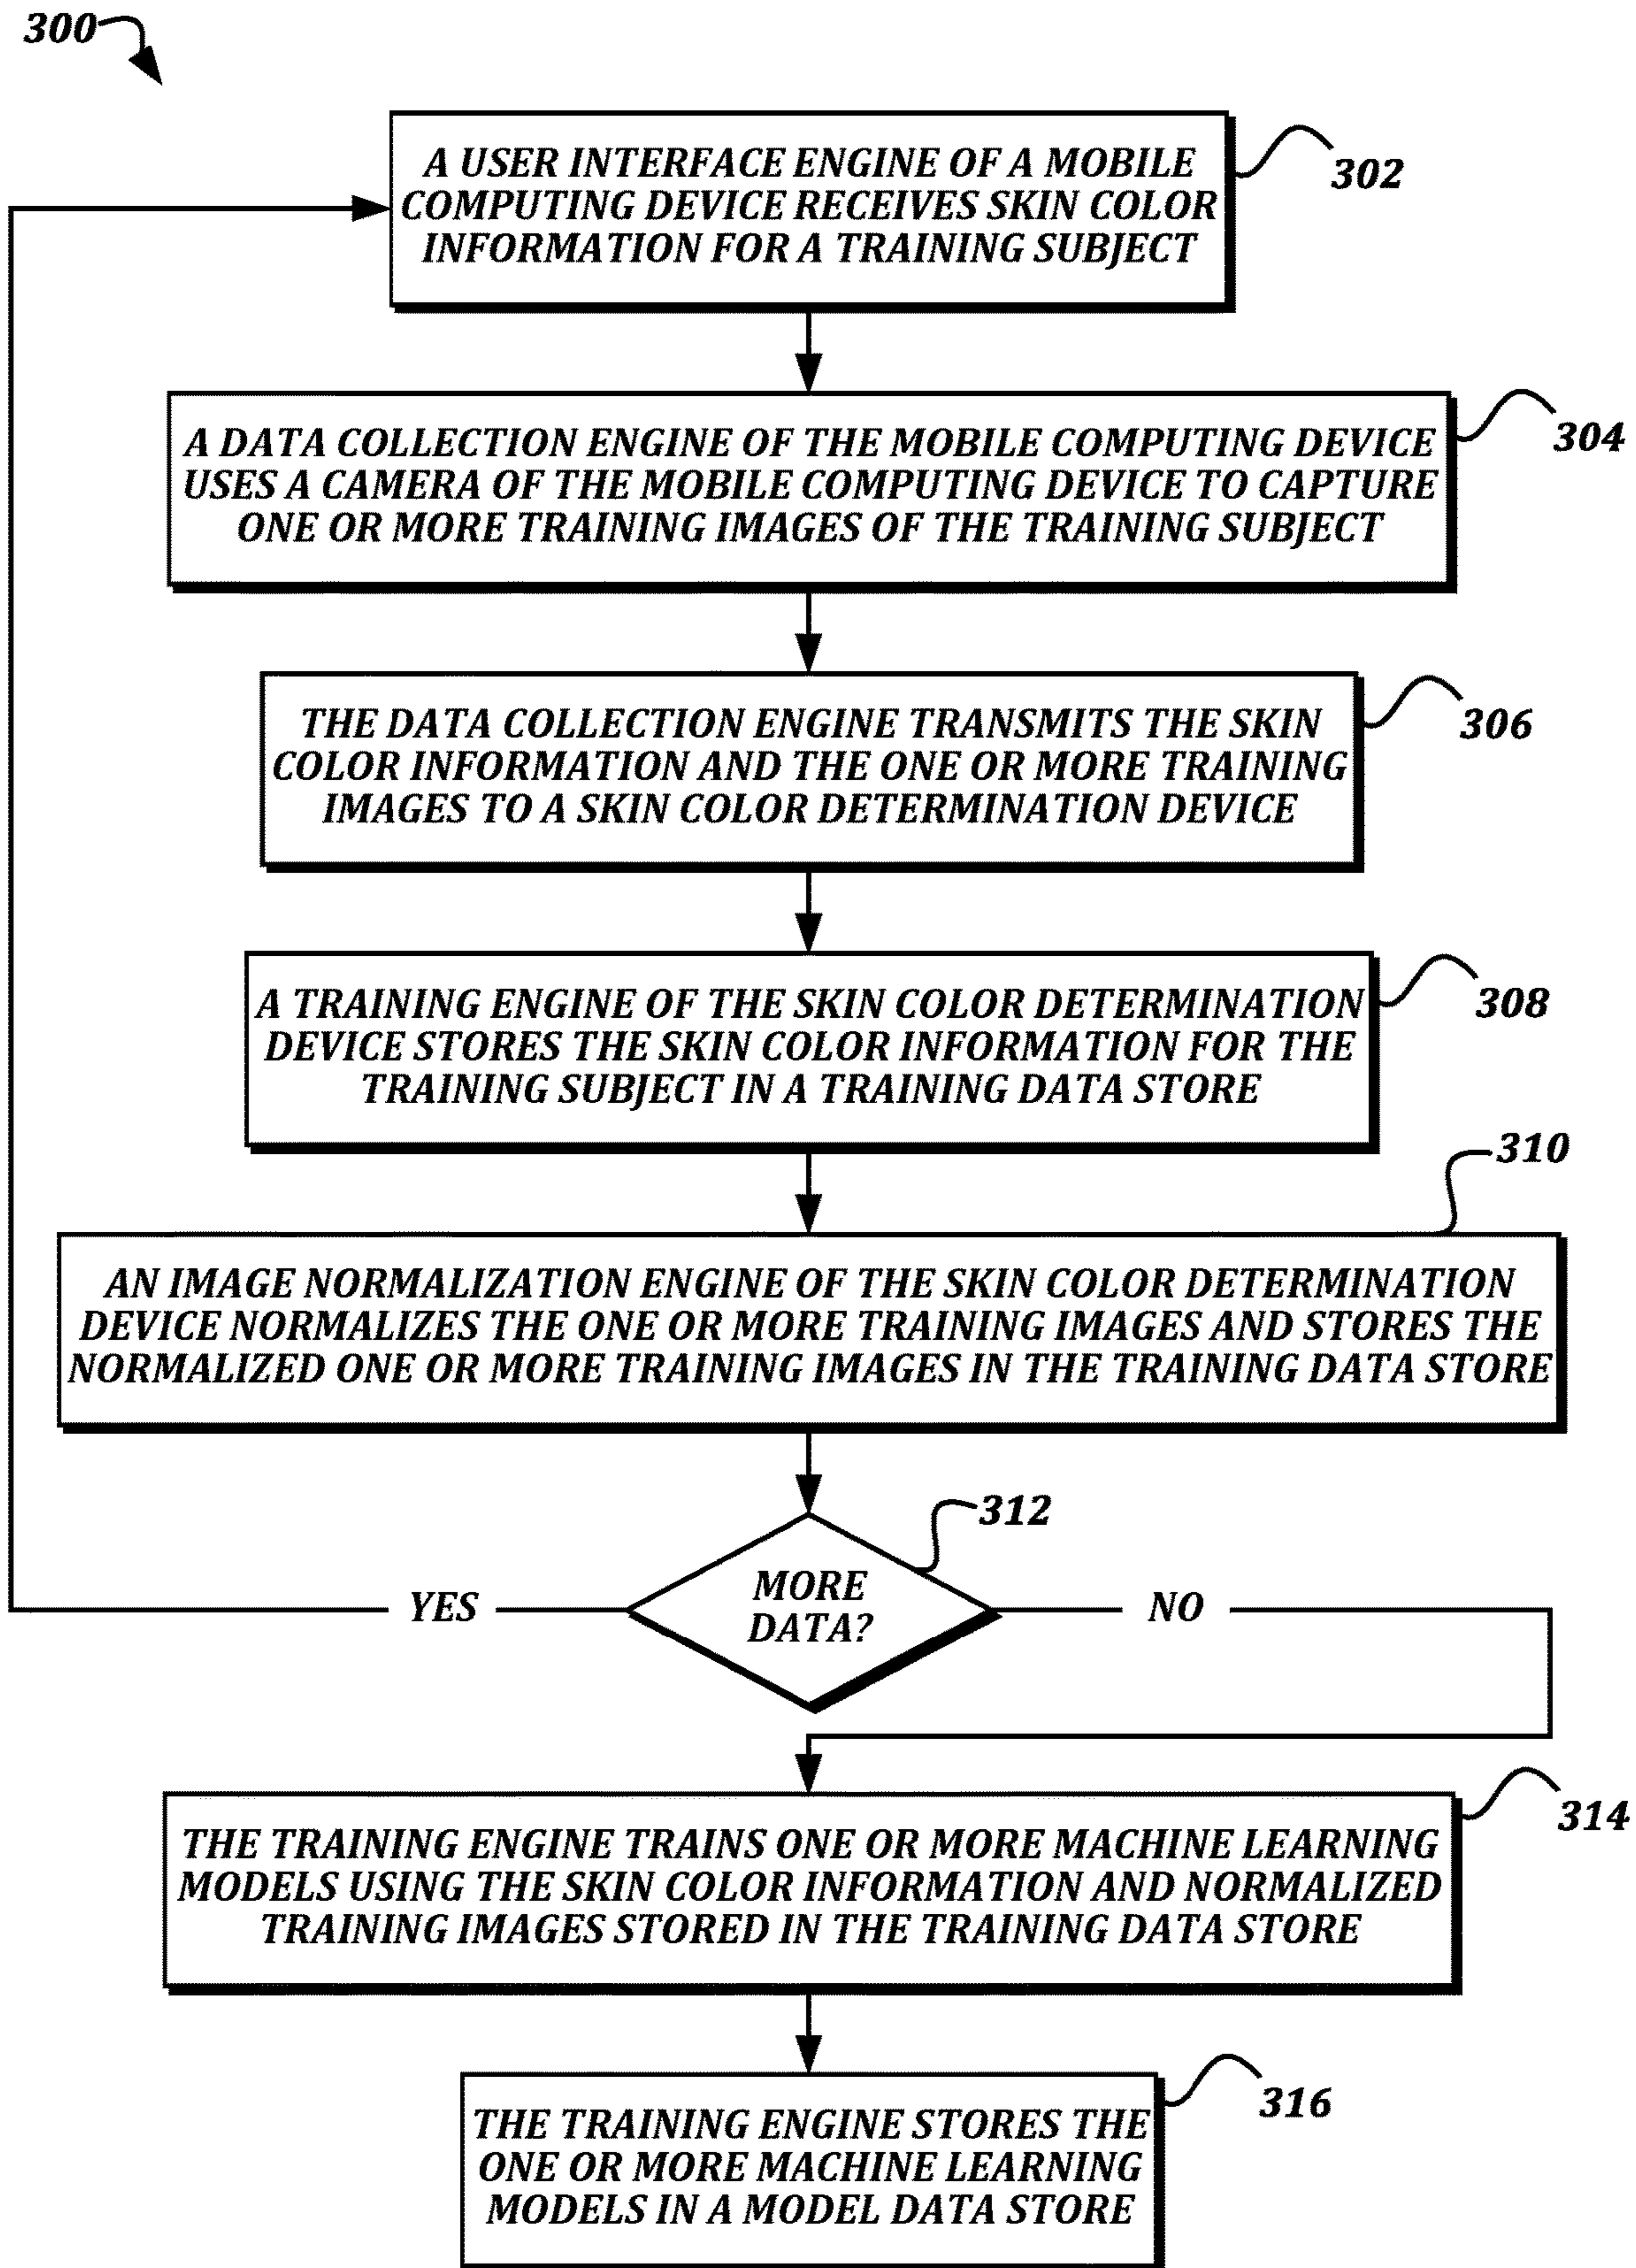 300
A USER INTERFACE ENGINE OF A MOBILE
COMPUTING DEVICE RECEIVES SKIN COLOR
INFORMATION FOR A TRAINING SUBJECT
302
A DATA COLLECTION ENGINE OF THE MOBILE COMPUTING DEVICE
USES A CAMERA OF THE MOBILE COMPUTING DEVICE TO CAPTURE
ONE OR MORE TRAINING IMAGES OF THE TRAINING SUBJECT
304
THE DATA COLLECTION ENGINE TRANSMITS THE SKIN
COLOR INFORMATION AND THE ONE OR MORE TRAINING
IMAGES TO A SKIN COLOR DETERMINATION DEVICE
306
A TRAINING ENGINE OF THE SKIN COLOR DETERMINATION
DEVICE STORES THE SKIN COLOR INFORMATION FOR THE
TRAINING SUBJECT IN A TRAINING DATA STORE
308
310
AN IMAGE NORMALIZATION ENGINE OF THE SKIN COLOR DETERMINATION
DEVICE NORMALIZES THE ONE OR MORE TRAINING IMAGES AND STORES THE
NORMALIZED ONE OR MORE TRAINING IMAGES IN THE TRAINING DATA STORE
312
MORE
DATA?
YES
NO
THE TRAINING ENGINE TRAINS ONE OR MORE MACHINE LEARNING
MODELS USING THE SKIN COLOR INFORMATION AND NORMALIZED
TRAINING IMAGES STORED IN THE TRAINING DATA STORE
314
THE TRAINING ENGINE STORES THE
ONE OR MORE MACHINE LEARNING
MODELS IN A MODEL DATA STORE
316